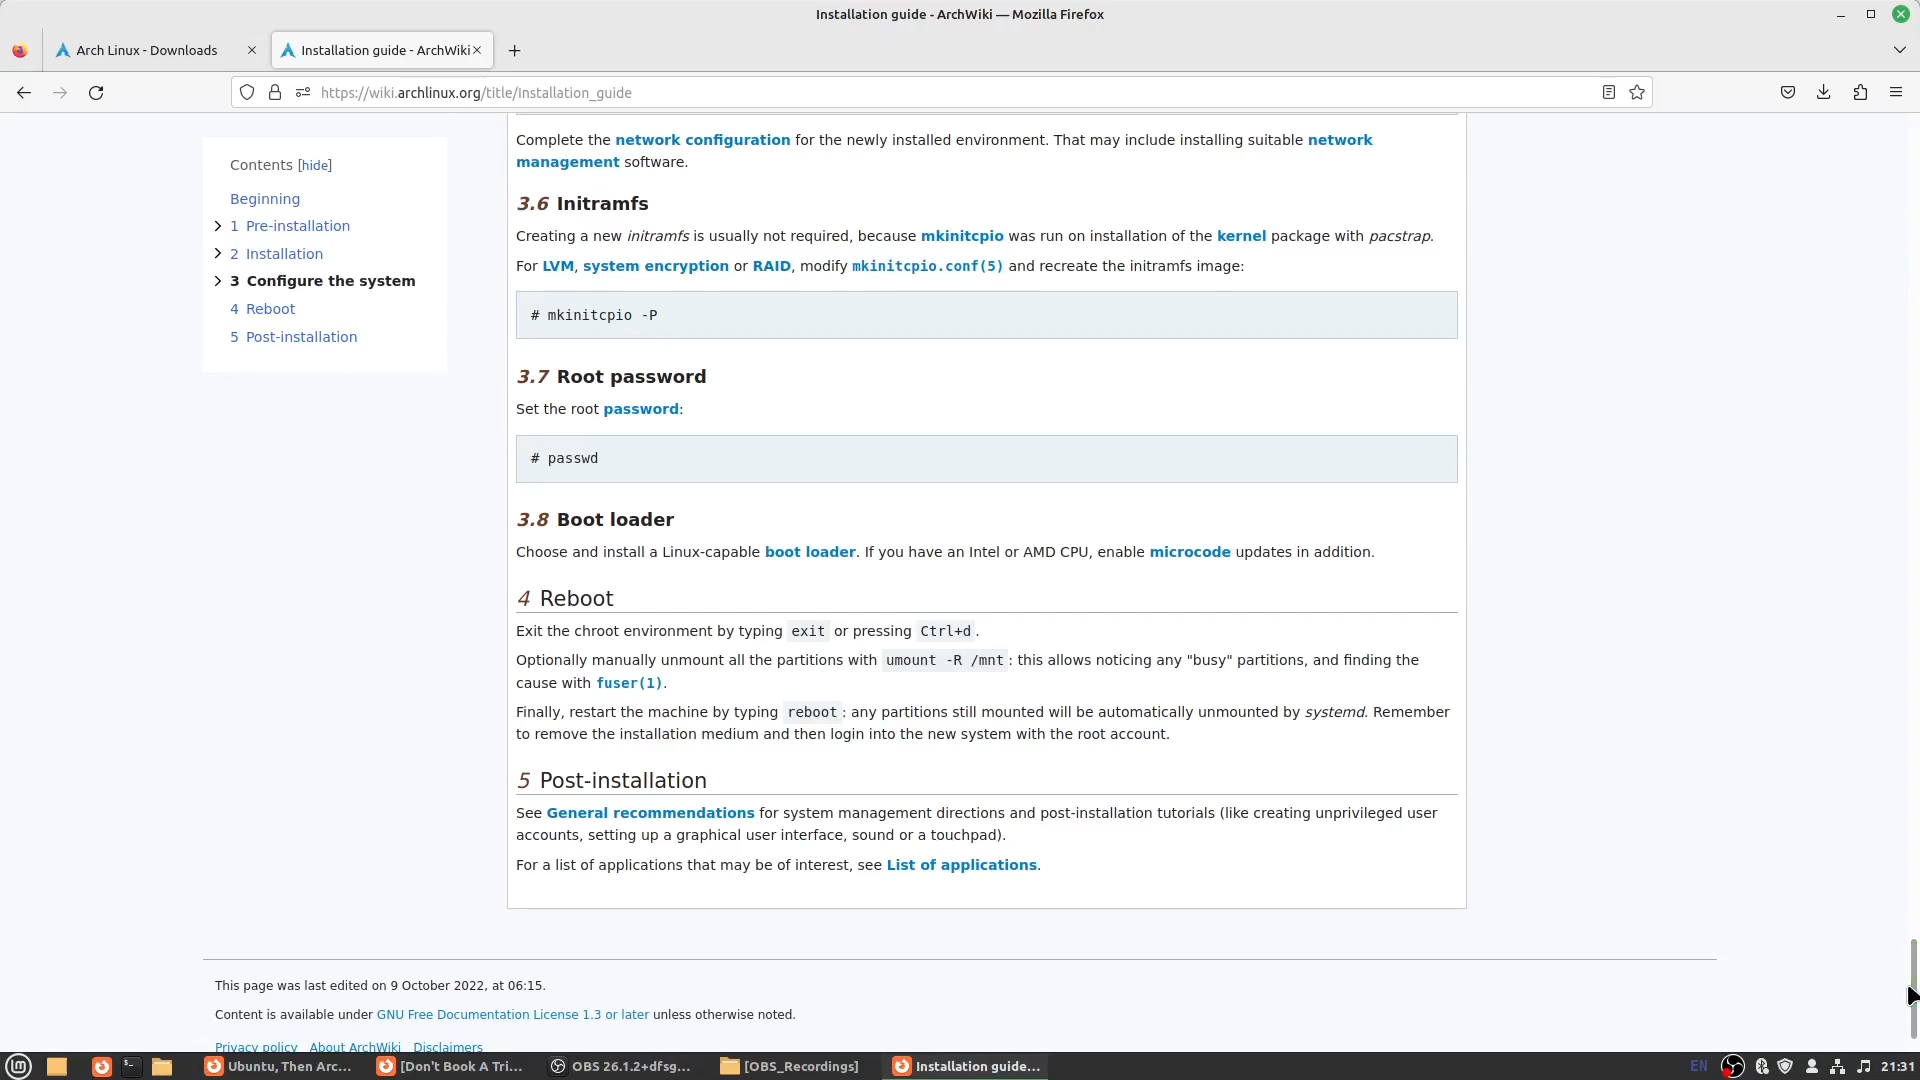 Installation guide - ArchWiki — Mozilla Firefox
Arch Linux - Downloads
Installation guide - ArchWiki
https://wiki.archlinux.org/title/Installation_guide
Contents [hide]
Beginning
1 Pre-installation
2 Installation
3 Configure the system
4 Reboot
5 Post-installation
Complete the network configuration for the newly installed environment. That may include installing suitable network
management software.
3.6 Initramfs
Creating a new initramfs is usually not required, because mkinitcpio was run on installation of the kernel package with pacstrap.
For LVM, system encryption or RAID, modify mkinitcpio.conf(5) and recreate the initramfs image:
# mkinitcpio -P
3.7 Root password
Set the root password:
# passwd
3.8 Boot loader
Choose and install a Linux-capable boot loader. If you have an Intel or AMD CPU, enable microcode updates in addition.
4 Reboot
Exit the chroot environment by typing exit or pressing Ctrl+d.
Optionally manually unmount all the partitions with umount -R /mnt: this allows noticing any "busy" partitions, and finding the
cause with fuser(1).
Finally, restart the machine by typing reboot: any partitions still mounted will be automatically unmounted by systemd. Remember
to remove the installation medium and then login into the new system with the root account.
5 Post-installation
See General recommendations for system management directions and post-installation tutorials (like creating unprivileged user
accounts, setting up a graphical user interface, sound or a touchpad).
For a list of applications that may be of interest, see List of applications.
This page was last edited on 9 October 2022, at 06:15.
Content is available under GNU Free Documentation License 1.3 or later unless otherwise noted.
Privacy policy About ArchWiki Disclaimers
Ubuntu, Then Arc...
[Don't Book A Tri...
OBS 26.1.2+dfsg...
[OBS_Recordings]
Installation guide...
EN
21:31